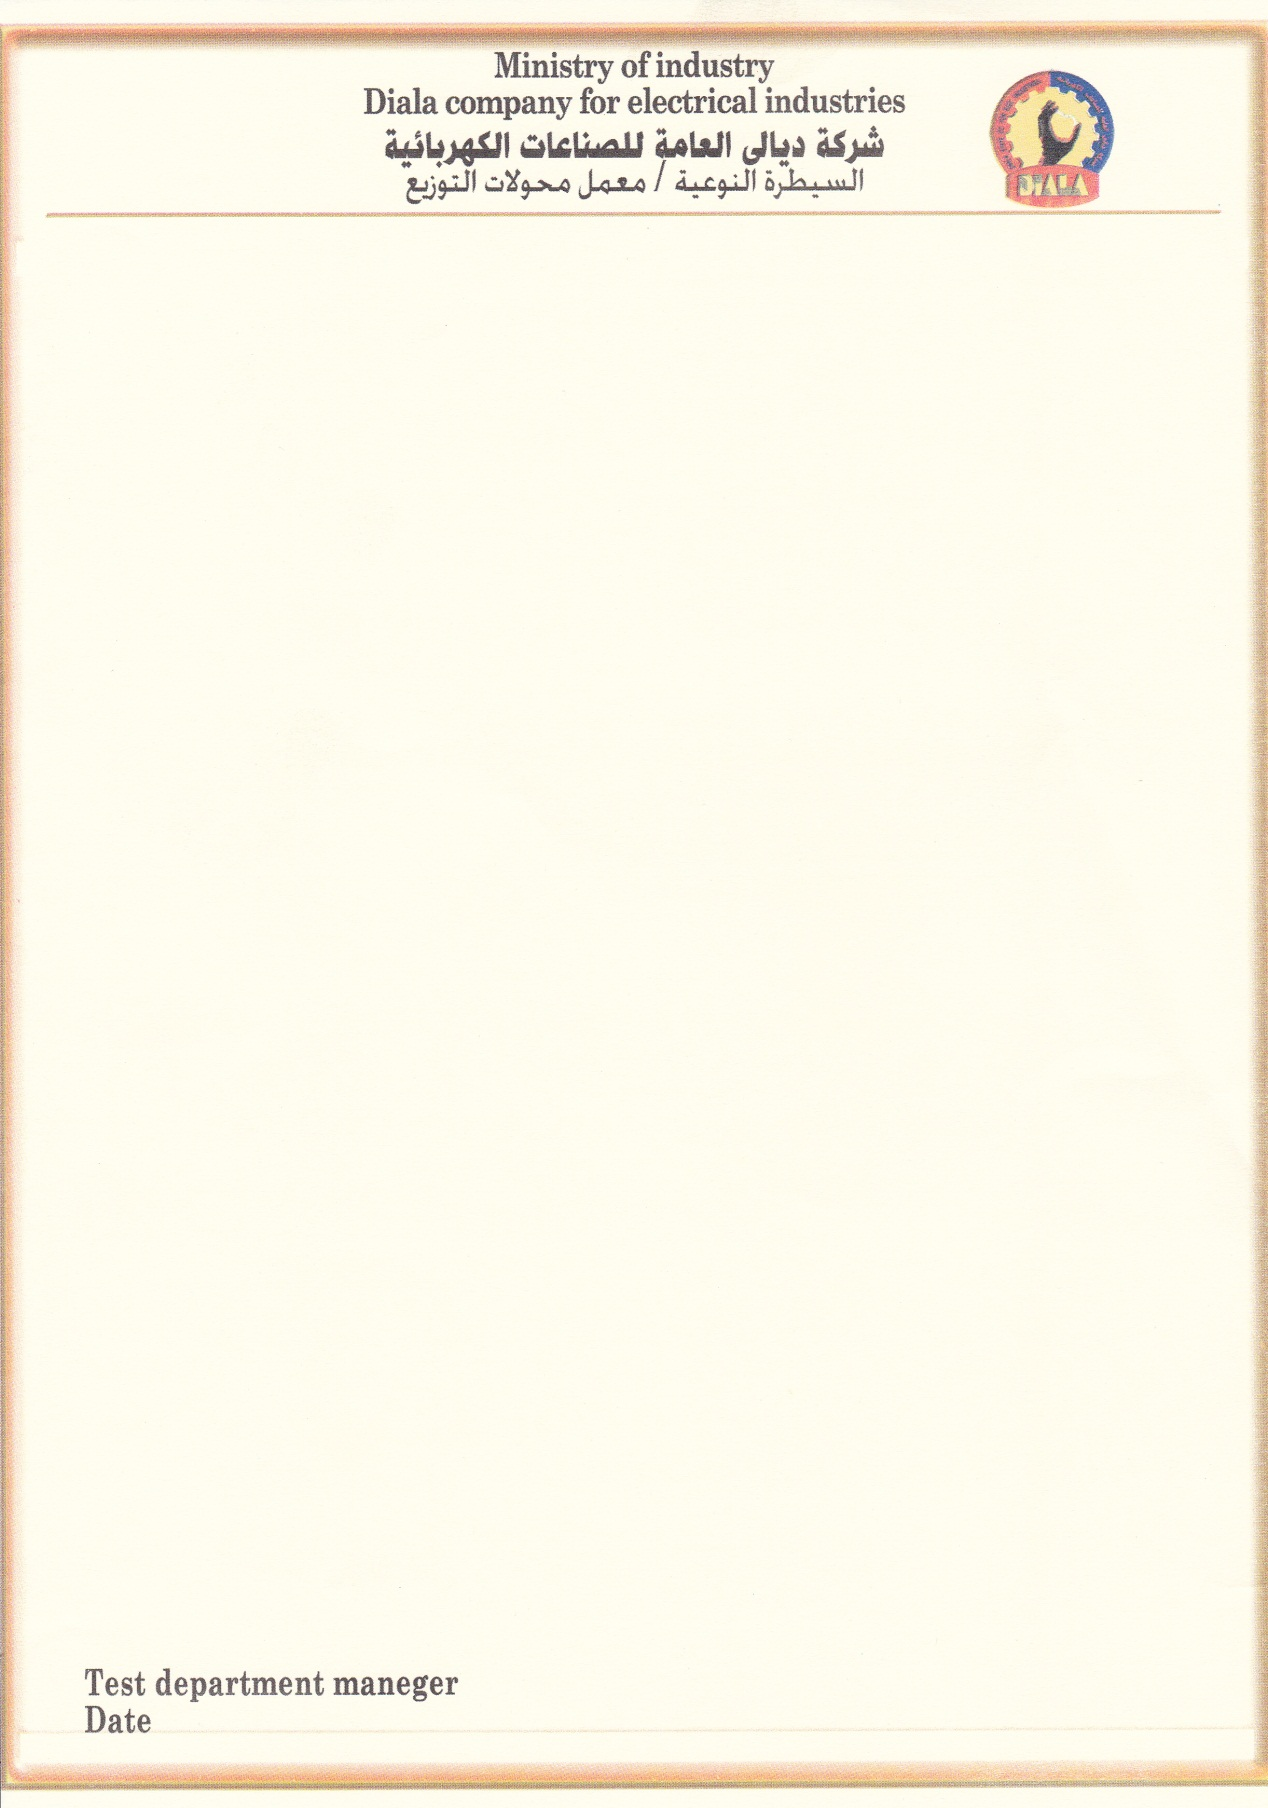 Ministry of industry
Diala company for electrical industries
شركة ديالى العامة للصناعات الكهربائية
السيطرة النوعية / معمل محولات التوزيع
DIALA
Test department maneger
Date